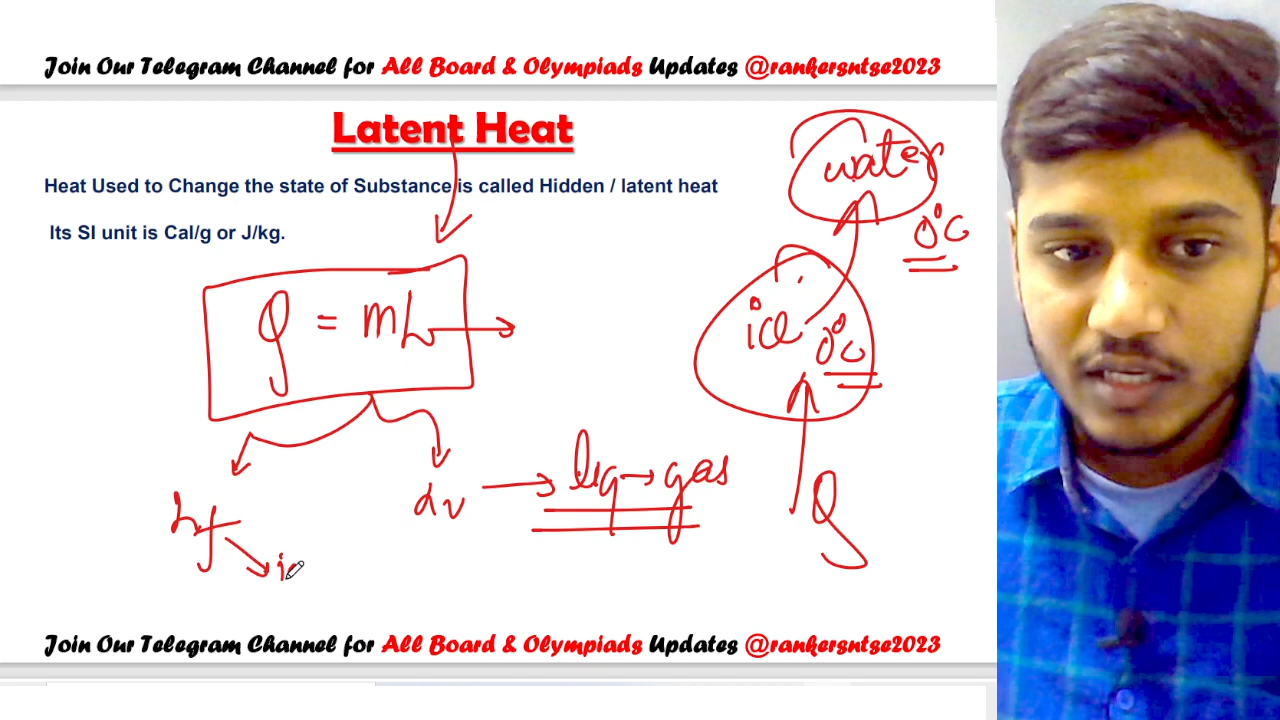 Join Our Telegram Channel for All Board & Olympiads Updates @rankersntse2023
Latent Heat
Heat Used to Change the state of Substance is called Hidden / latent heat
Its SI unit is Cal/g or J/kg.
water
0°C
ice
0°C
Q = mL
Lf
Lv
liq → gas
Q
Join Our Telegram Channel for All Board & Olympiads Updates @rankersntse2023